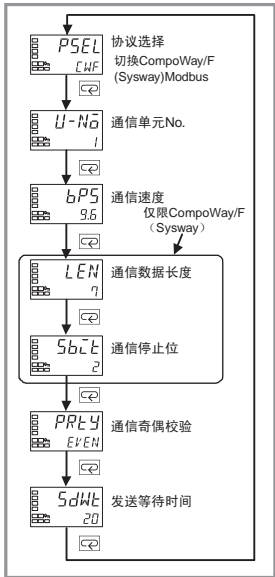 PSEL
CWF
协议选择
切换CompoWay/F
(Sysway)Modbus
U-No
1
通信单元No.
bPS
9.6
通信速度
仅限CompoWay/F
（Sysway）
LEN
7
通信数据长度
Sbit
2
通信停止位
PRtY
EVEN
通信奇偶校验
SdWt
20
发送等待时间